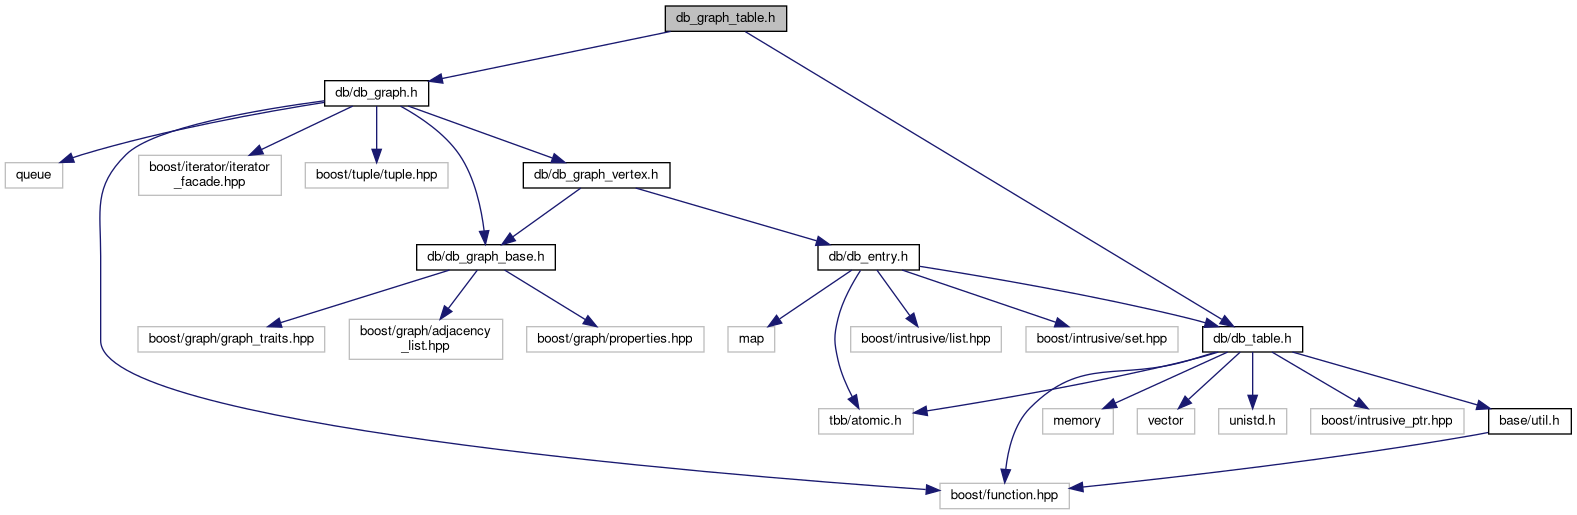 db_graph_table.h
db/db_graph.h
queue
boost/iterator/iterator
_facade.hpp
boost/tuple/tuple.hpp
db/db_graph_vertex.h
db/db_graph_base.h
db/db_entry.h
boost/graph/graph_traits.hpp
boost/graph/adjacency
_list.hpp
boost/graph/properties.hpp
map
boost/intrusive/list.hpp
boost/intrusive/set.hpp
db/db_table.h
tbb/atomic.h
memory
vector
unistd.h
boost/intrusive_ptr.hpp
base/util.h
boost/function.hpp